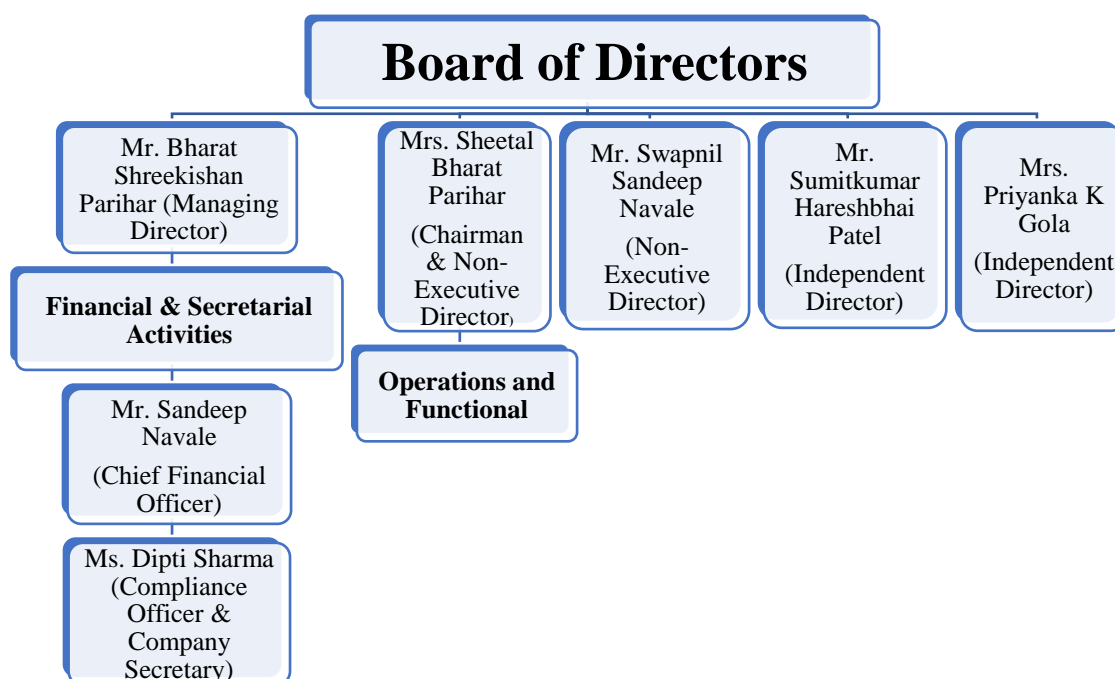 Board of Directors
Mr. Bharat
Shreekishan
Parihar (Managing
Director)
Financial & Secretarial
Activities
Mr. Sandeep
Navale
(Chief Financial
Officer)
Ms. Dipti Sharma
(Compliance
Officer &
Company
Secretary)
Mrs. Sheetal
Bharat
Parihar
(Chairman
& Non-
Executive
Director)
Operations and
Functional
Mr. Swapnil
Sandeep
Navale
(Non-
Executive
Director)
Mr.
Sumitkumar
Hareshbhai
Patel
(Independent
Director)
Mrs.
Priyanka K
Gola
(Independent
Director)